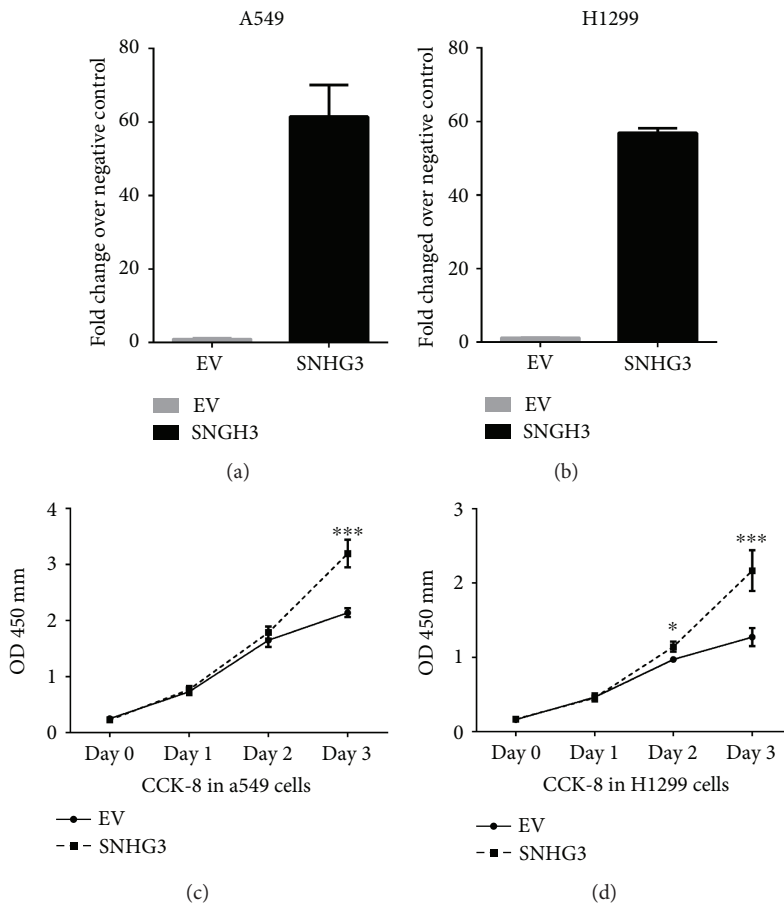 A549
Fold change over negative control
80
60
40
20
0
EV
SNHG3
EV
SNGH3
(a)
H1299
Fold changed over negative control
80
60
40
20
0
EV
SNHG3
EV
SNGH3
(b)
OD 450 mm
4
3
2
1
0
***
Day 0 Day 1 Day 2 Day 3
CCK-8 in a549 cells
EV
SNHG3
(c)
OD 450 mm
3
2
1
0
*
***
Day 0 Day 1 Day 2 Day 3
CCK-8 in H1299 cells
EV
SNHG3
(d)